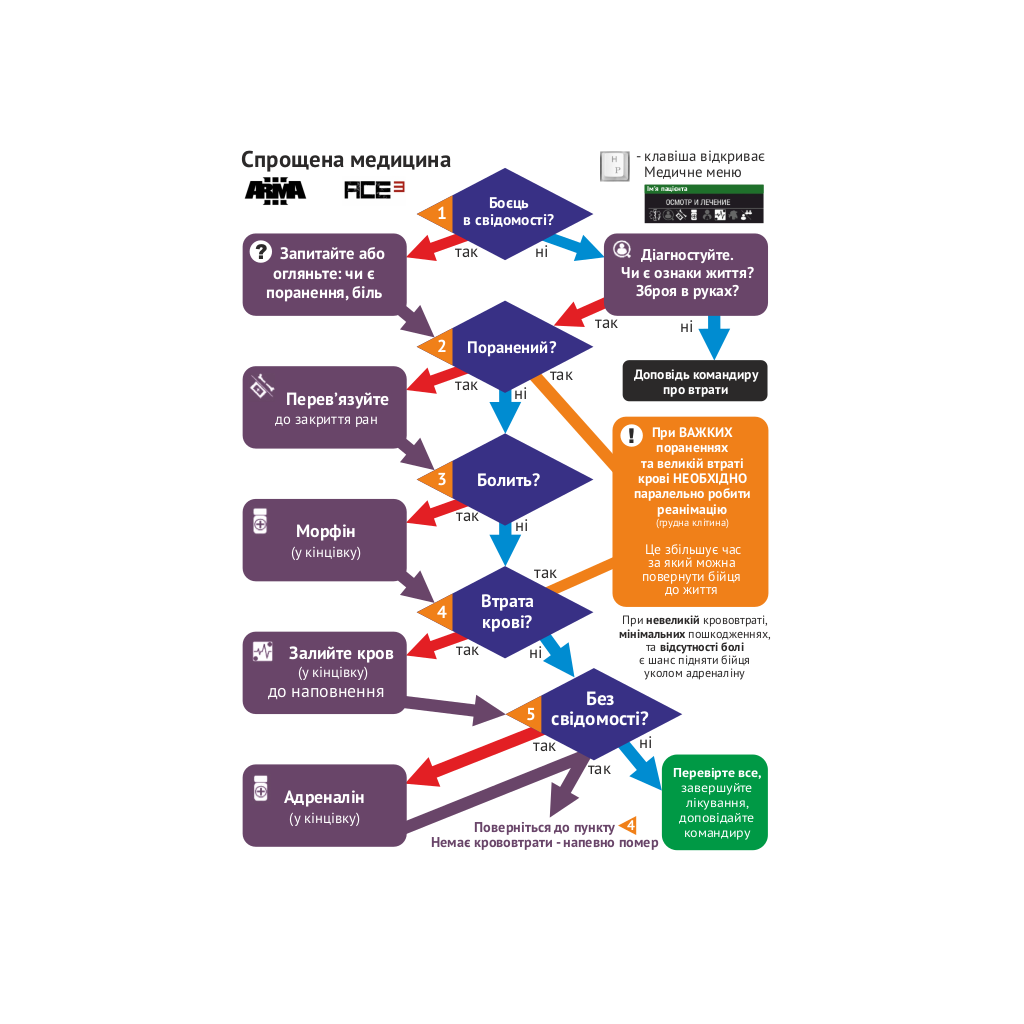 Спрощена медицина
ARMA III
ACE3
H
P
- клавіша відкриває
Медичне меню
Ім'я пацієнта
ОСМОТР И ЛЕЧЕНИЕ
1
Боєць
в свідомості?
так
ні
?
Запитайте або
огляньте: чи є
поранення, біль
Діагностуйте.
Чи є ознаки життя?
Зброя в руках?
так
ні
Доповідь командиру
про втрати
2
Поранений?
так
ні
так
Перев’язуйте
до закриття ран
!
При ВАЖКИХ
пораненнях
та великій втраті
крові НЕОБХІДНО
паралельно робити
реанімацію
(грудна клітина)
Це збільшує час
за який можна
повернути бійця
до життя
3
Болить?
так
ні
Морфін
(у кінцівку)
4
Втрата
крові?
так
так
ні
При невеликій крововтраті,
мінімальних пошкодженнях,
та відсутності болі
є шанс підняти бійця
уколом адреналіну
Залийте кров
(у кінцівку)
до наповнення
5
Без
свідомості?
так
ні
так
Адреналін
(у кінцівку)
Поверніться до пункту 4
Немає крововтрати - напевно помер
Перевірте все,
завершуйте
лікування,
доповідайте
командиру